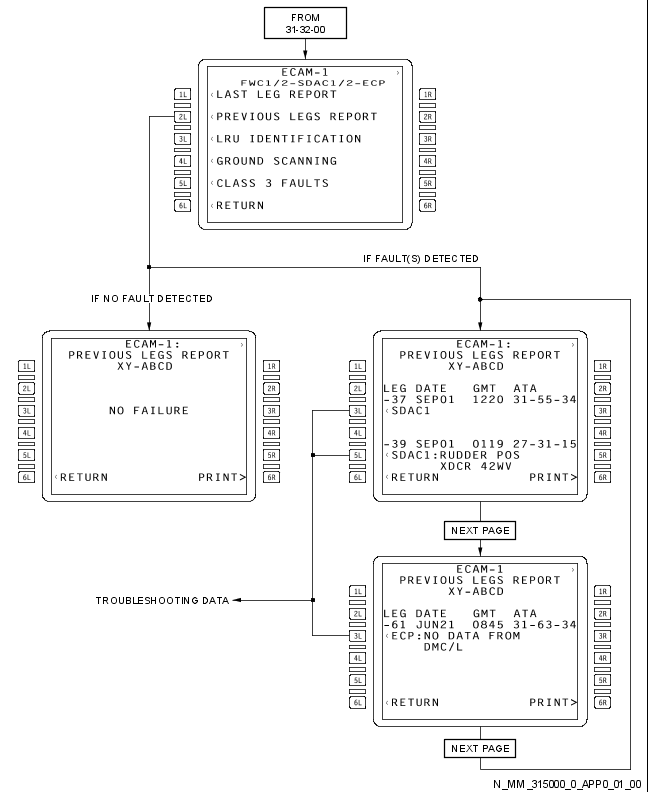 FROM
31-32-00
ECAM-1 >
FWC1/2-SDAC1/2-ECP
1L <LAST LEG REPORT 1R
2L <PREVIOUS LEGS REPORT 2R
3L <LRU IDENTIFICATION 3R
4L <GROUND SCANNING 4R
5L <CLASS 3 FAULTS 5R
6L <RETURN 6R
IF FAULT(S) DETECTED
IF NO FAULT DETECTED
ECAM-1: >
PREVIOUS LEGS REPORT
1L XY-ABCD 1R
2L 2R
3L NO FAILURE 3R
4L 4R
5L 5R
6L <RETURN PRINT> 6R
ECAM-1: >
PREVIOUS LEGS REPORT
1L XY-ABCD 1R
2L LEG DATE GMT ATA 2R
-37 SEP01 1220 31-55-34
3L <SDAC1 3R
4L 4R
-39 SEP01 0119 27-31-15
5L <SDAC1:RUDDER POS 5R
XDCR 42WV
6L <RETURN PRINT> 6R
NEXT PAGE
ECAM-1 >
PREVIOUS LEGS REPORT
1L XY-ABCD 1R
2L LEG DATE GMT ATA 2R
-61 JUN21 0845 31-63-34
3L <ECP:NO DATA FROM 3R
DMC/L
4L 4R
5L 5R
6L <RETURN PRINT> 6R
TROUBLESHOOTING DATA
NEXT PAGE
N_MM_315000_0_APP0_01_00